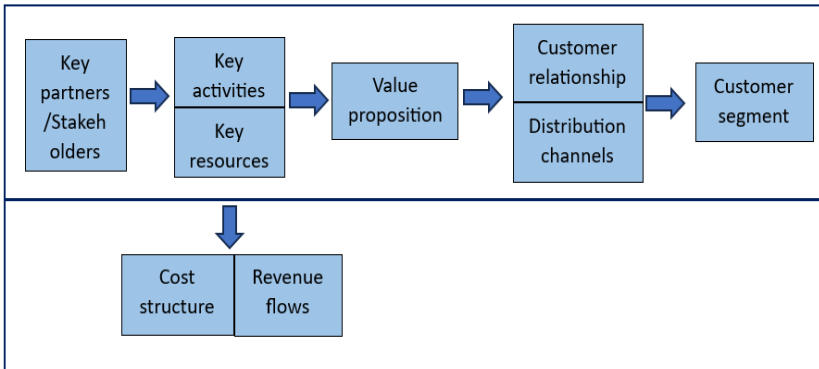 Key
partners
/Stakeh
olders
Key
activities
Key
resources
Value
proposition
Customer
relationship
Distribution
channels
Customer
segment
Cost
structure
Revenue
flows